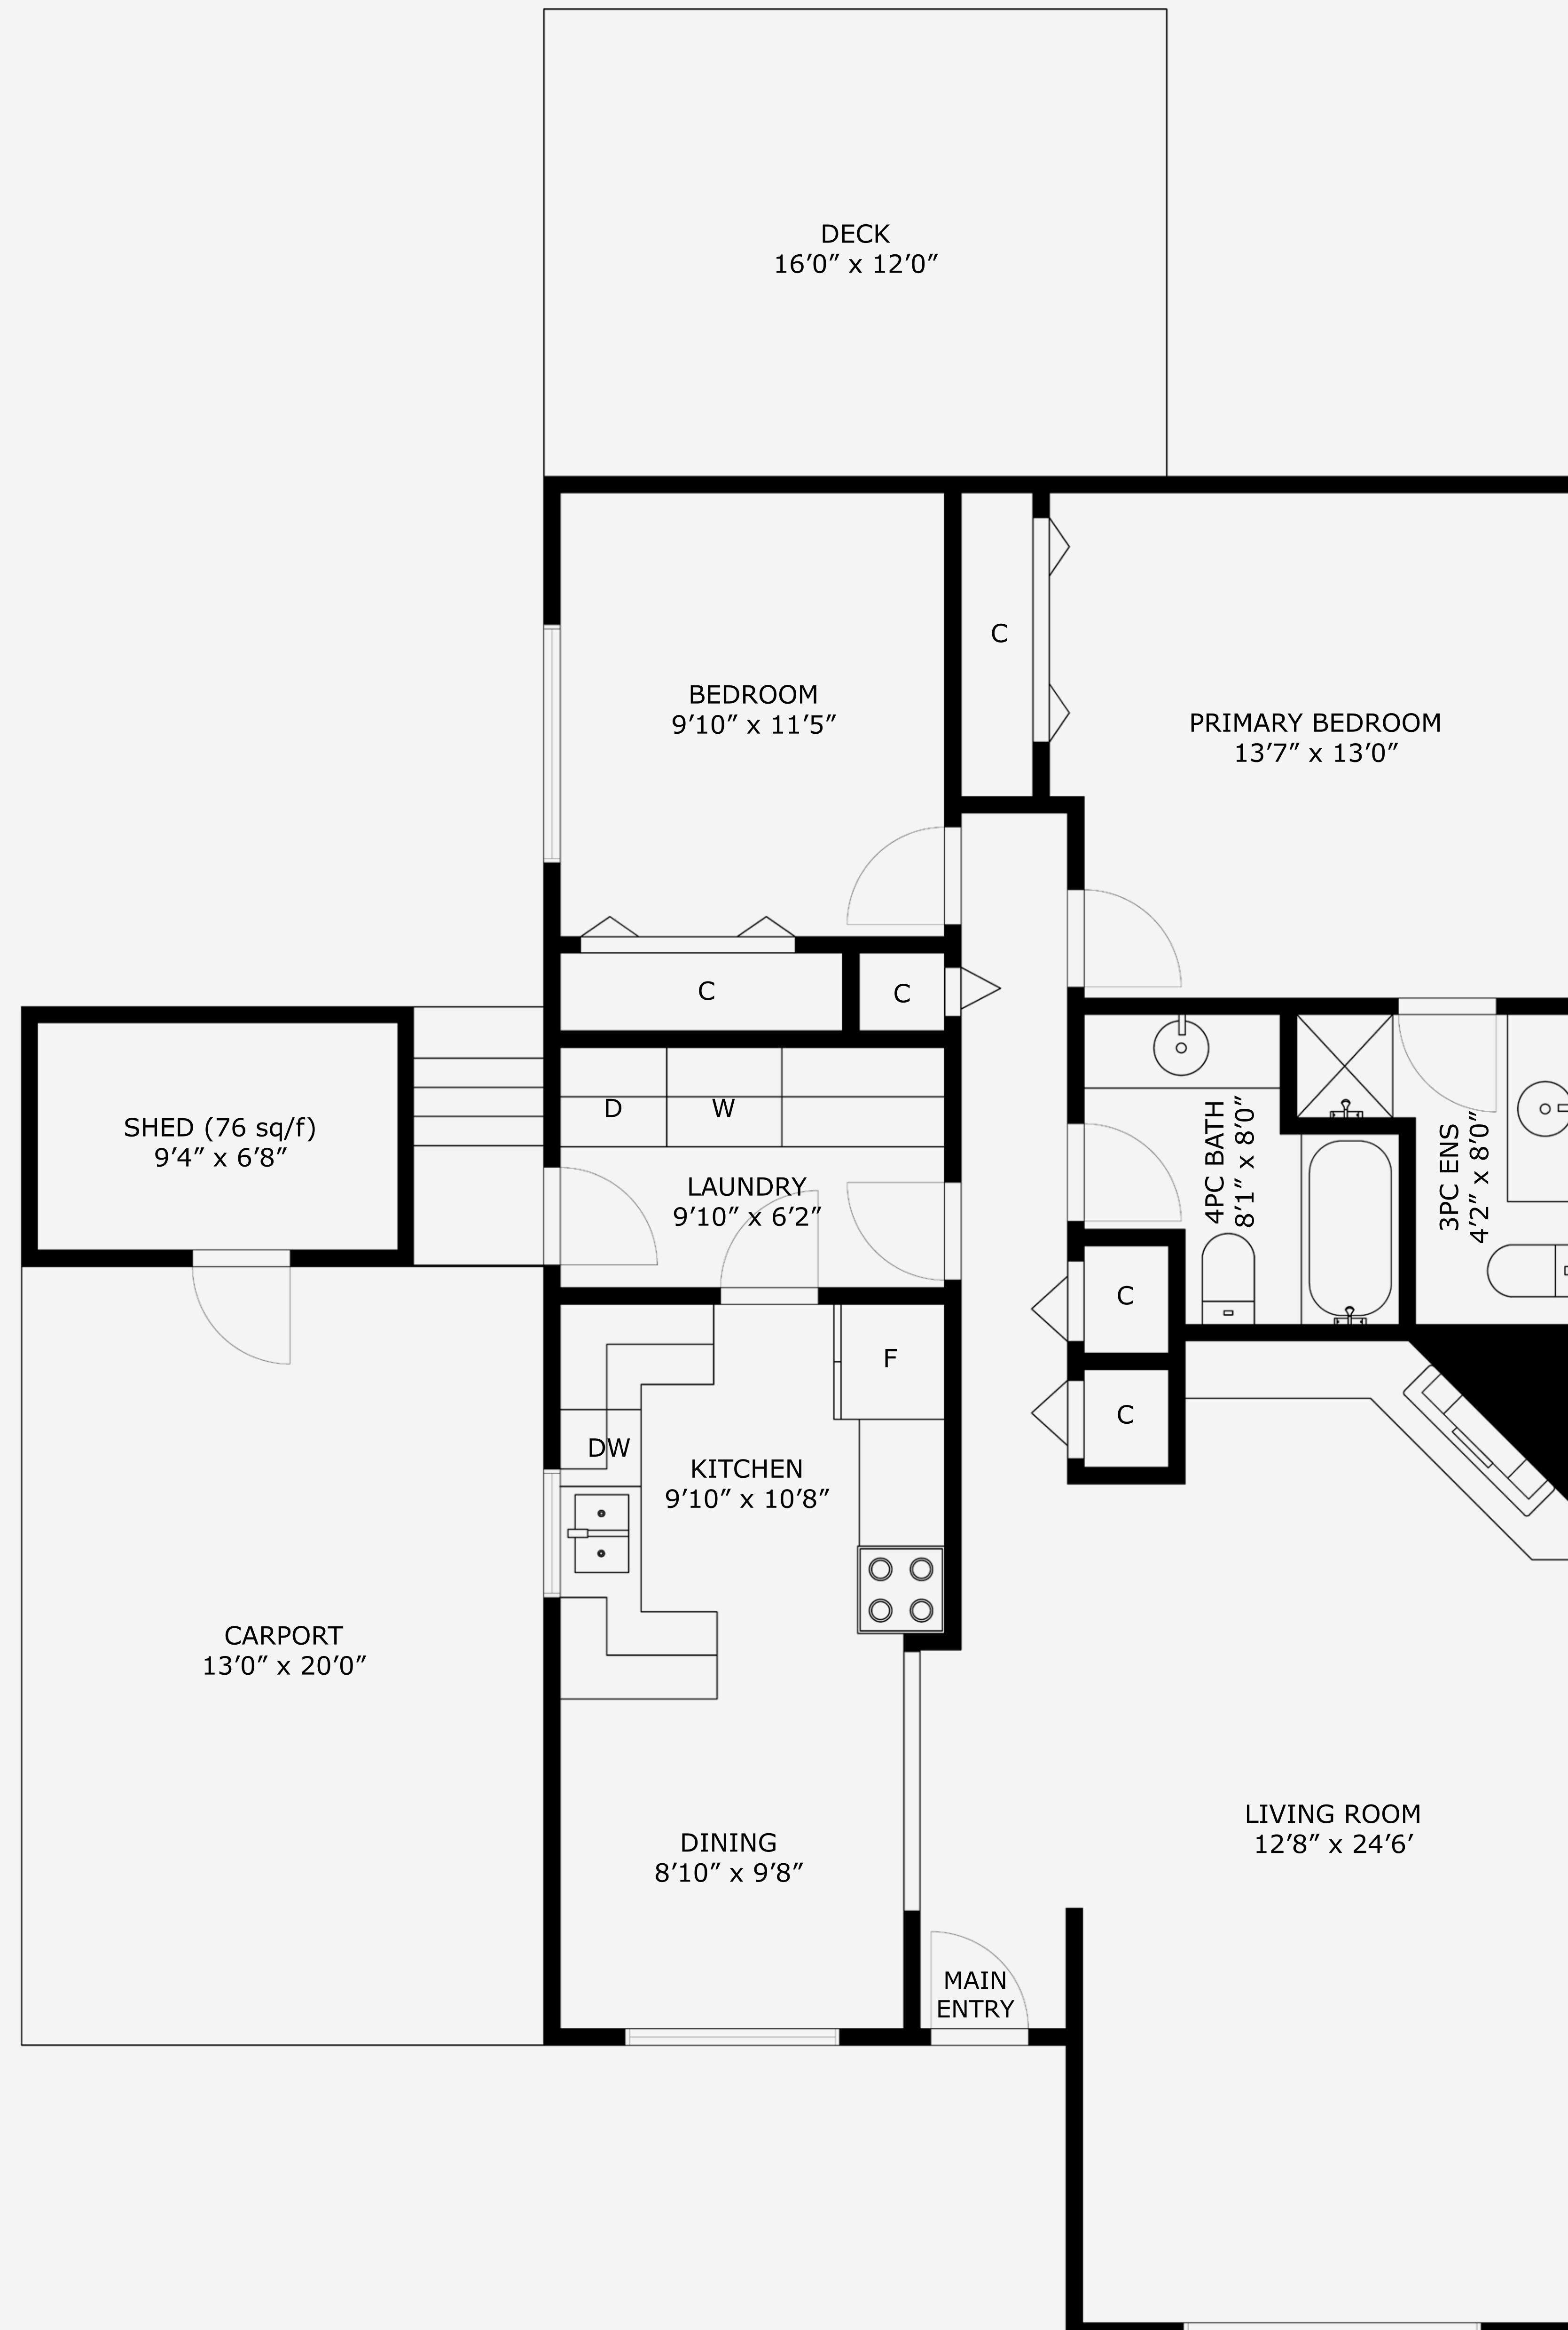 DECK
16’0” x 12’0”
C
BEDROOM
9’10” x 11’5”
PRIMARY BEDROOM
13’7” x 13’0”
C
C
SHED (76 sq/f)
9’4” x 6’8”
D
W
LAUNDRY
9’10” x 6’2”
4PC BATH
8’1” x 8’0”
3PC ENS
4’2” x 8’0”
C
F
C
DW
KITCHEN
9’10” x 10’8”
CARPORT
13’0” x 20’0”
LIVING ROOM
12’8” x 24’6’
DINING
8’10” x 9’8”
MAIN
ENTRY